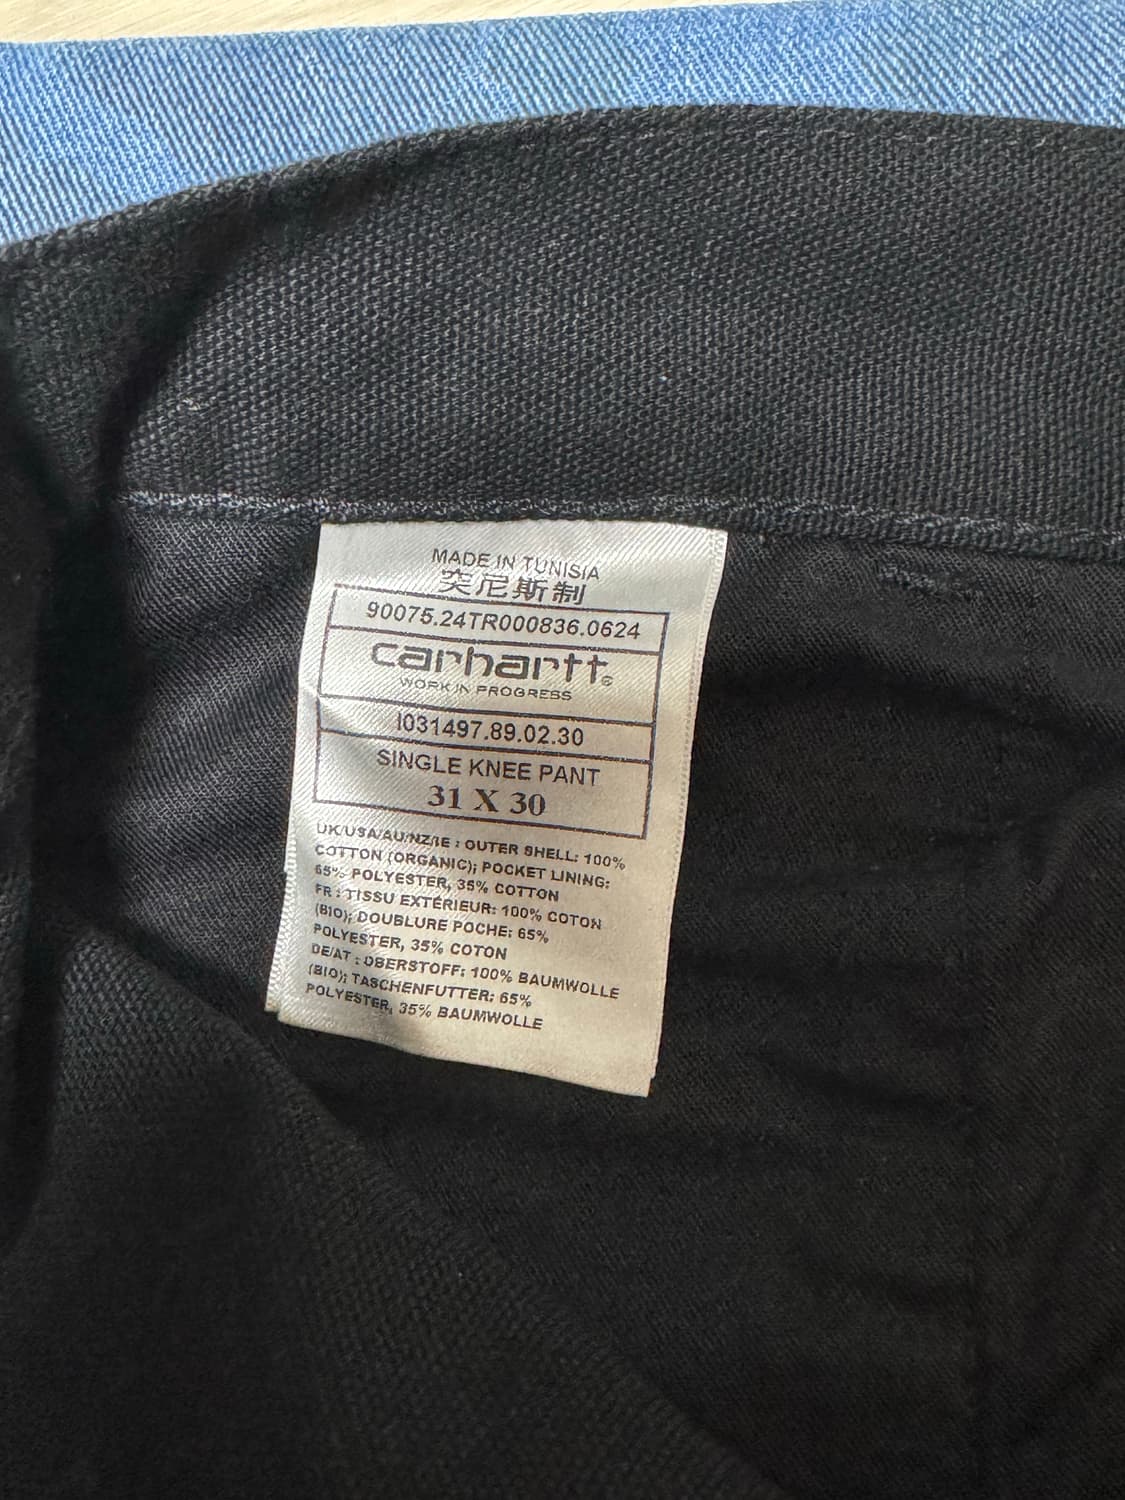 MADE IN TUNISIA
突尼斯制
90075.24TR000836.0624
carhartt®
WORK IN PROGRESS
I031497.89.02.30
SINGLE KNEE PANT
31 X 30
UK/USA/AU/NZ/IE : OUTER SHELL: 100%
COTTON (ORGANIC); POCKET LINING:
65% POLYESTER, 35% COTTON
FR : TISSU EXTÉRIEUR: 100% COTON
(BIO); DOUBLURE POCHE: 65%
POLYESTER, 35% COTON
DE/AT : OBERSTOFF: 100% BAUMWOLLE
(BIO); TASCHENFUTTER: 65%
POLYESTER, 35% BAUMWOLLE